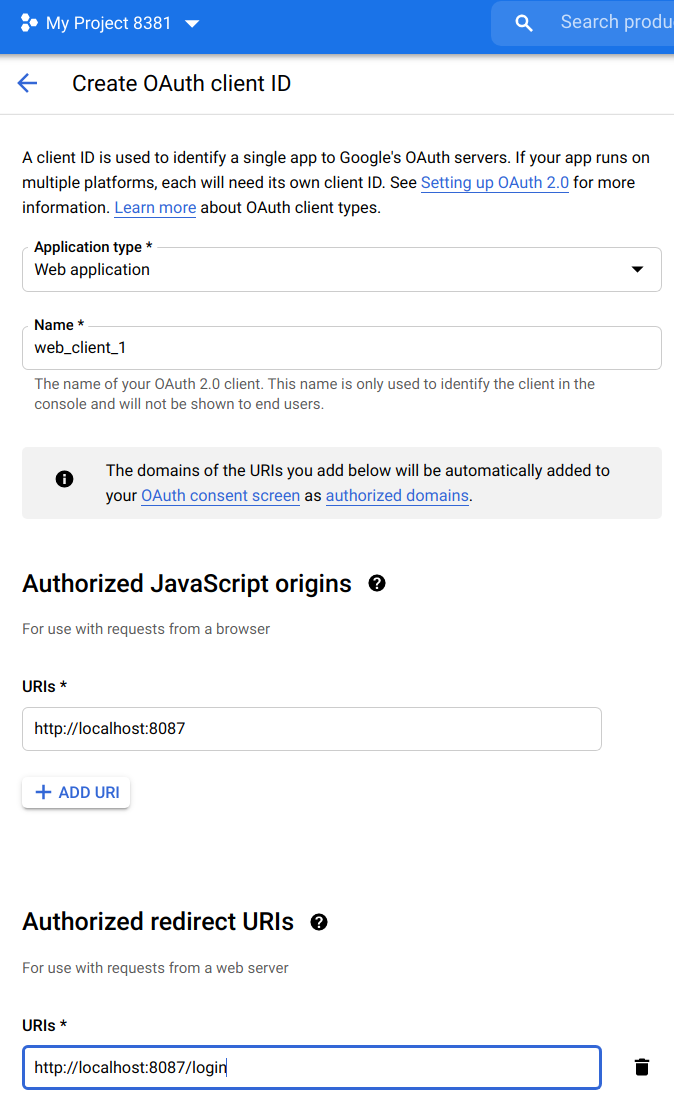 My Project 8381
Search produ
Create OAuth client ID
A client ID is used to identify a single app to Google's OAuth servers. If your app runs on
multiple platforms, each will need its own client ID. See Setting up OAuth 2.0 for more
information. Learn more about OAuth client types.
Application type *
Web application
Name *
web_client_1
The name of your OAuth 2.0 client. This name is only used to identify the client in the
console and will not be shown to end users.
The domains of the URIs you add below will be automatically added to
your OAuth consent screen as authorized domains.
Authorized JavaScript origins
For use with requests from a browser
URIs *
http://localhost:8087
ADD URI
Authorized redirect URIs
For use with requests from a web server
URIs *
http://localhost:8087/login